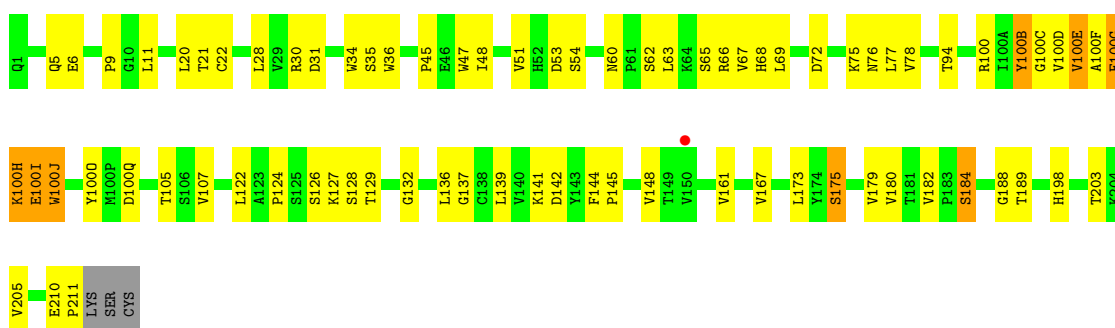 Q1 Q5 E6 P9 G10 L11 L20 T21 C22 L28 V29 R30 D31 W34 S35 W36 P45 E46 W47 I48 V51 H52 D53 S54 N60 P61 S62 L63 K64 S65 R66 V67 H68 L69 D72 K75 N76 L77 V78 T94 R100 I100A Y100B G100C V100D V100E A100F
K100H E100I W100J Y100O M100P D100Q T105 S106 V107 L122 A123 P124 S125 S126 K127 S128 T129 G132 L136 G137 C138 L139 V140 K141 D142 Y143 F144 P145 V148 T149 V150 V161 V167 L173 Y174 S175 V179 V180 T181 V182 P183 S184 G188 T189 H198 T203 K204
V205 E210 P211 LYS SER CYS